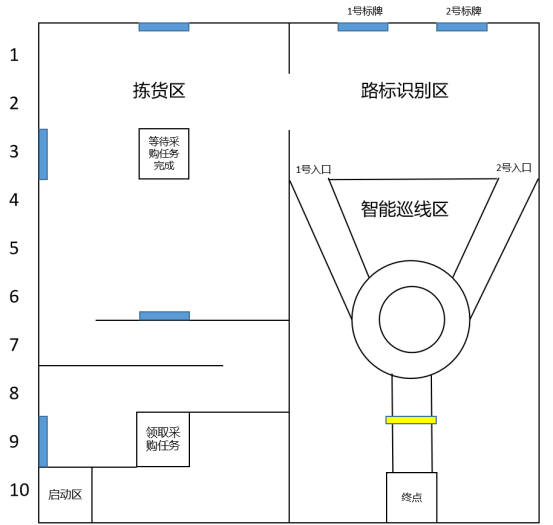 1号标牌 2号标牌
1
2
拣货区 路标识别区
3
等待采
购任务
完成
1号入口 2号入口
4
智能巡线区
5
6
7
8
9
领取采
购任务
10
启动区 终点